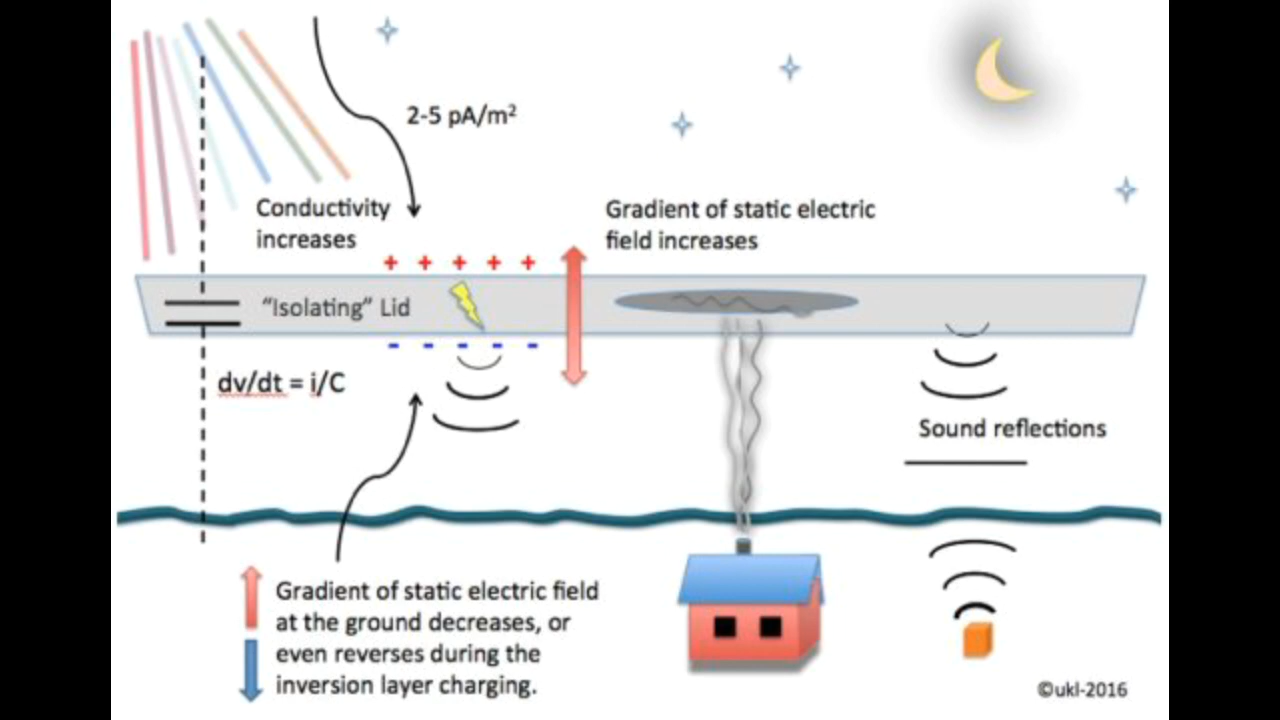 2-5 pA/m²
Conductivity
increases
Gradient of static electric
field increases
+ + + + +
“Isolating” Lid
- - - - -
dv/dt = i/C
Sound reflections
Gradient of static electric field
at the ground decreases, or
even reverses during the
inversion layer charging.
©ukl-2016